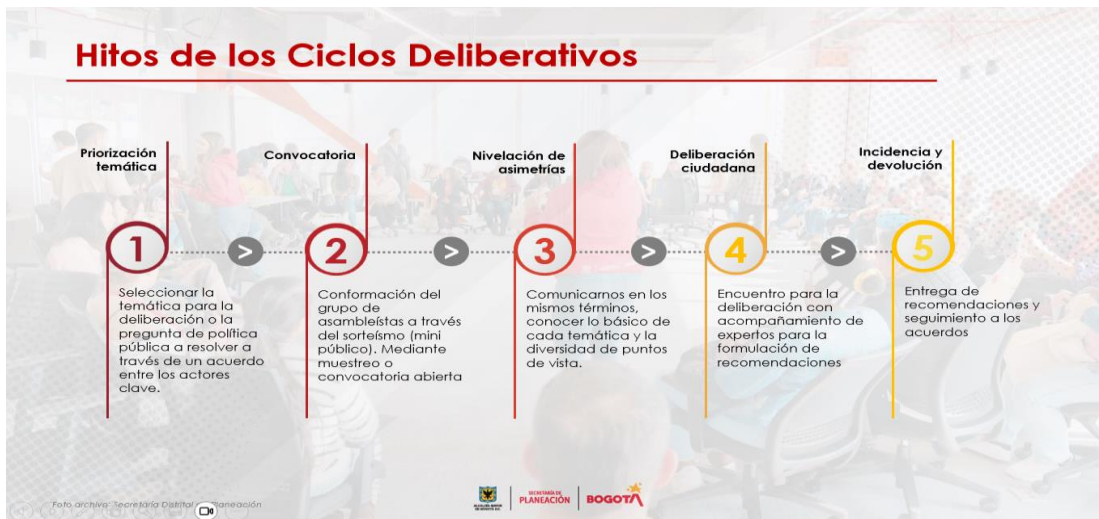 Hitos de los Ciclos Deliberativos
Priorización
temática
1
Seleccionar la
temática para la
deliberación o la
pregunta de política
pública a resolver a
través de un acuerdo
entre los actores
clave.
>
Convocatoria
2
Conformación del
grupo de
asambleístas a través
del sorteísmo (mini
público). Mediante
muestreo o
convocatoria abierta
>
Nivelación de
asimetrías
3
Comunicarnos en los
mismos términos,
conocer lo básico de
cada temática y la
diversidad de puntos
de vista.
>
Deliberación
ciudadana
4
Encuentro para la
deliberación con
acompañamiento de
expertos para la
formulación de
recomendaciones
>
Incidencia y
devolución
5
Entrega de
recomendaciones y
seguimiento a los
acuerdos
Foto archivo: Secretaría Distrital de Planeación
SECRETARÍA DE
PLANEACIÓN
BOGOTÁ